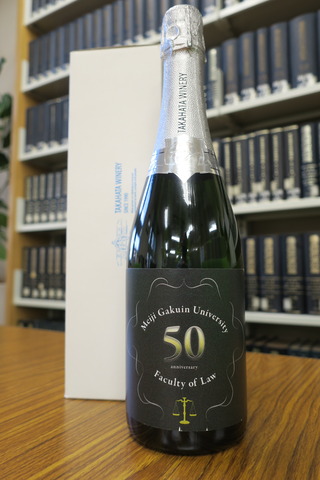 TAKAHATA WINERY
TAKAHATA WINERY
Meiji Gakuin University
50
anniversary
Faculty of Law